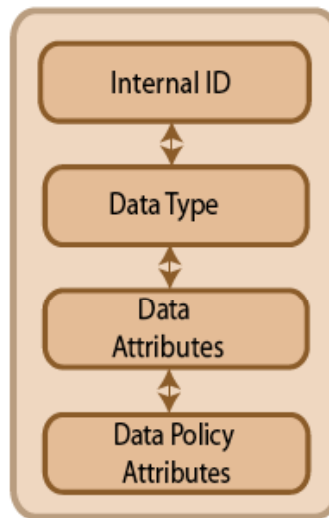 Internal ID
Data Type
Data
Attributes
Data Policy
Attributes